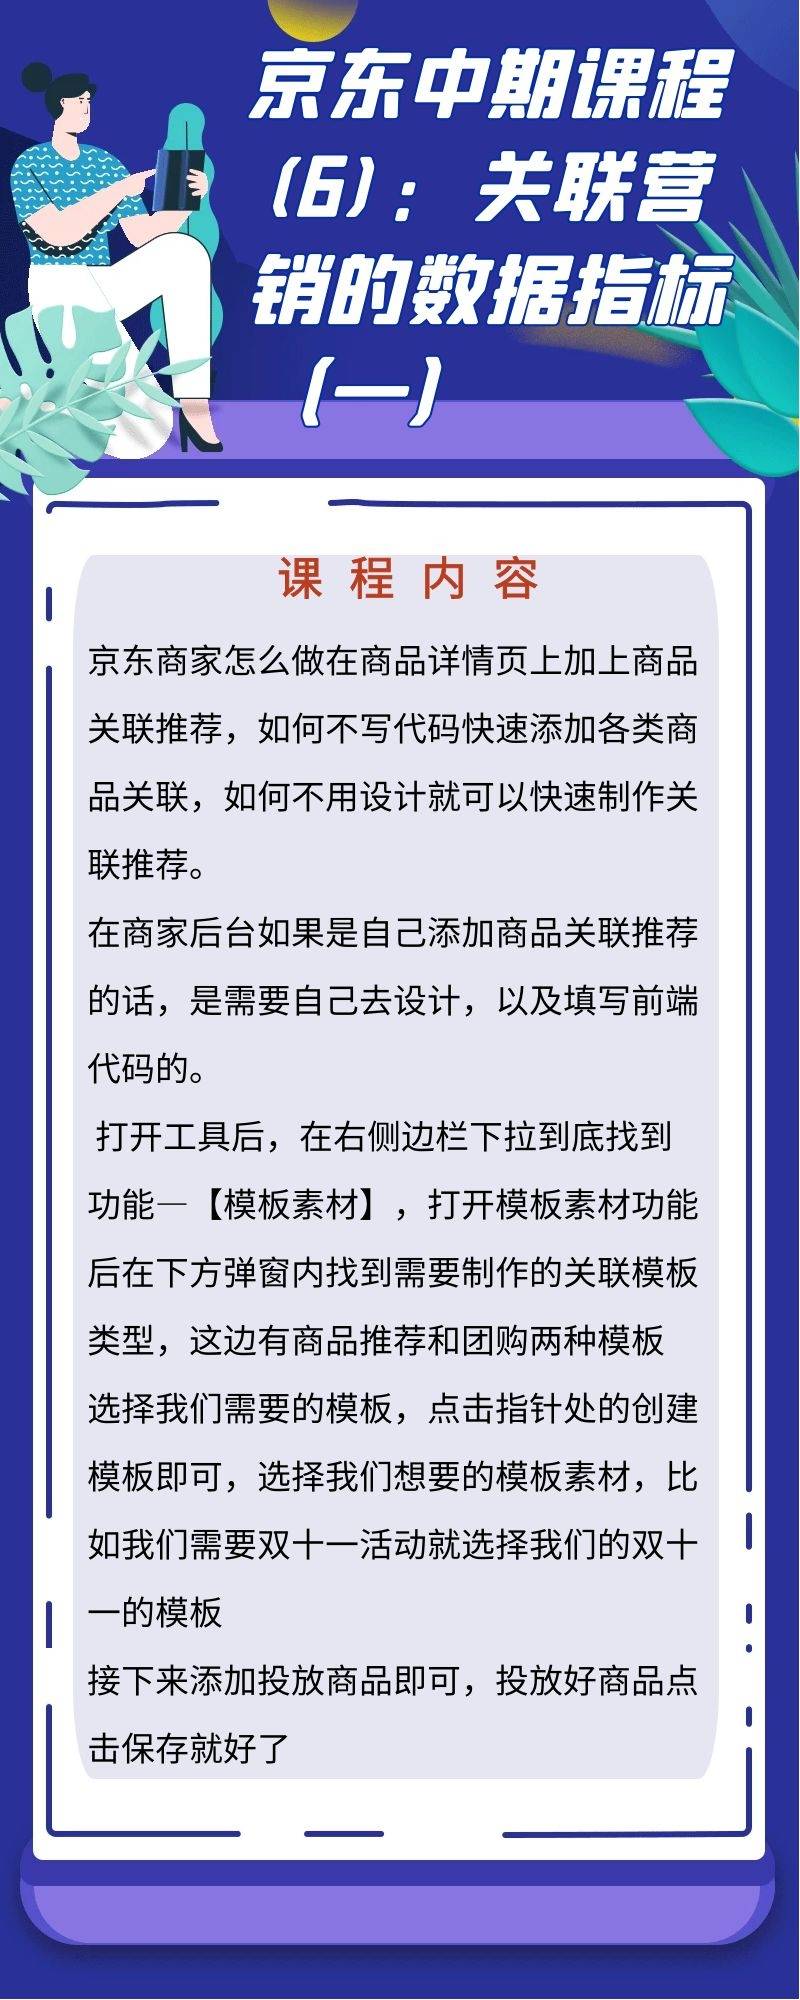 京东中期课程
（6）：关联营
销的数据指标
（一）
课程内容
京东商家怎么做在商品详情页上加上商品
关联推荐，如何不写代码快速添加各类商
品关联，如何不用设计就可以快速制作关
联推荐。
在商家后台如果是自己添加商品关联推荐
的话，是需要自己去设计，以及填写前端
代码的。
打开工具后，在右侧边栏下拉到底找到
功能—【模板素材】，打开模板素材功能
后在下方弹窗内找到需要制作的关联模板
类型，这边有商品推荐和团购两种模板
选择我们需要的模板，点击指针处的创建
模板即可，选择我们想要的模板素材，比
如我们需要双十一活动就选择我们的双十
一的模板
接下来添加投放商品即可，投放好商品点
击保存就好了